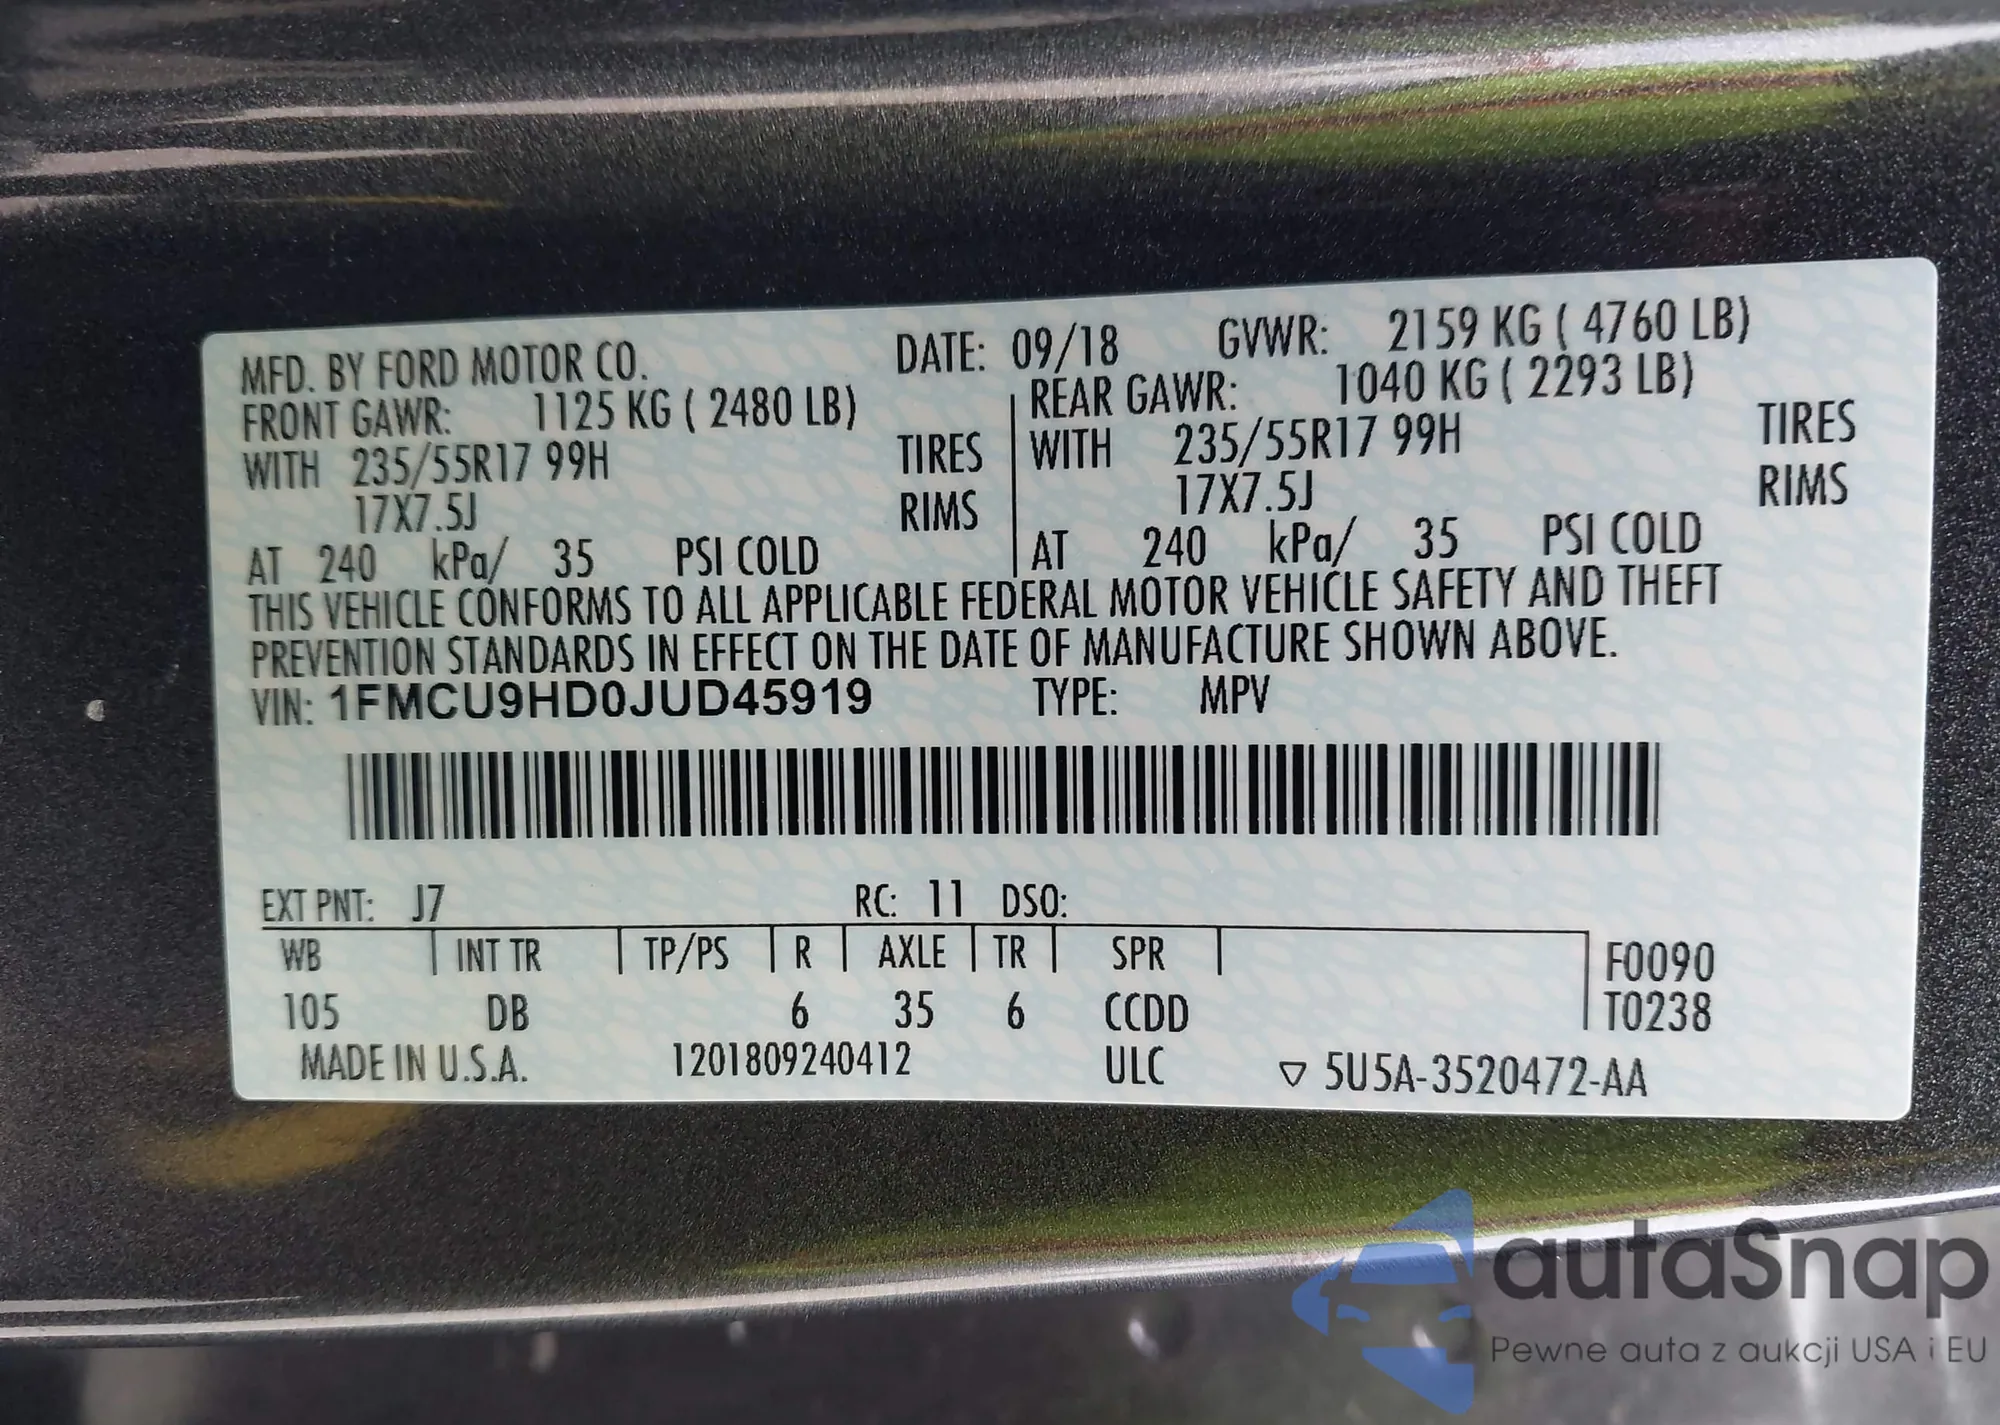 MFD. BY FORD MOTOR CO. DATE: 09/18 GVWR: 2159 KG ( 4760 LB)
FRONT GAWR: 1125 KG ( 2480 LB) REAR GAWR: 1040 KG ( 2293 LB)
WITH 235/55R17 99H TIRES WITH 235/55R17 99H TIRES
17X7.5J RIMS 17X7.5J RIMS
AT 240 kPa/ 35 PSI COLD AT 240 kPa/ 35 PSI COLD
THIS VEHICLE CONFORMS TO ALL APPLICABLE FEDERAL MOTOR VEHICLE SAFETY AND THEFT
PREVENTION STANDARDS IN EFFECT ON THE DATE OF MANUFACTURE SHOWN ABOVE.
VIN: 1FMCU9HD0JUD45919 TYPE: MPV
EXT PNT: J7 RC: 11 DSO:
WB INT TR TP/PS R AXLE TR SPR F0090
105 DB 6 35 6 CCDD T0238
MADE IN U.S.A. 1201809240412 ULC ▽ 5U5A-3520472-AA
autaSnap
Pewne auta z aukcji USA i EU